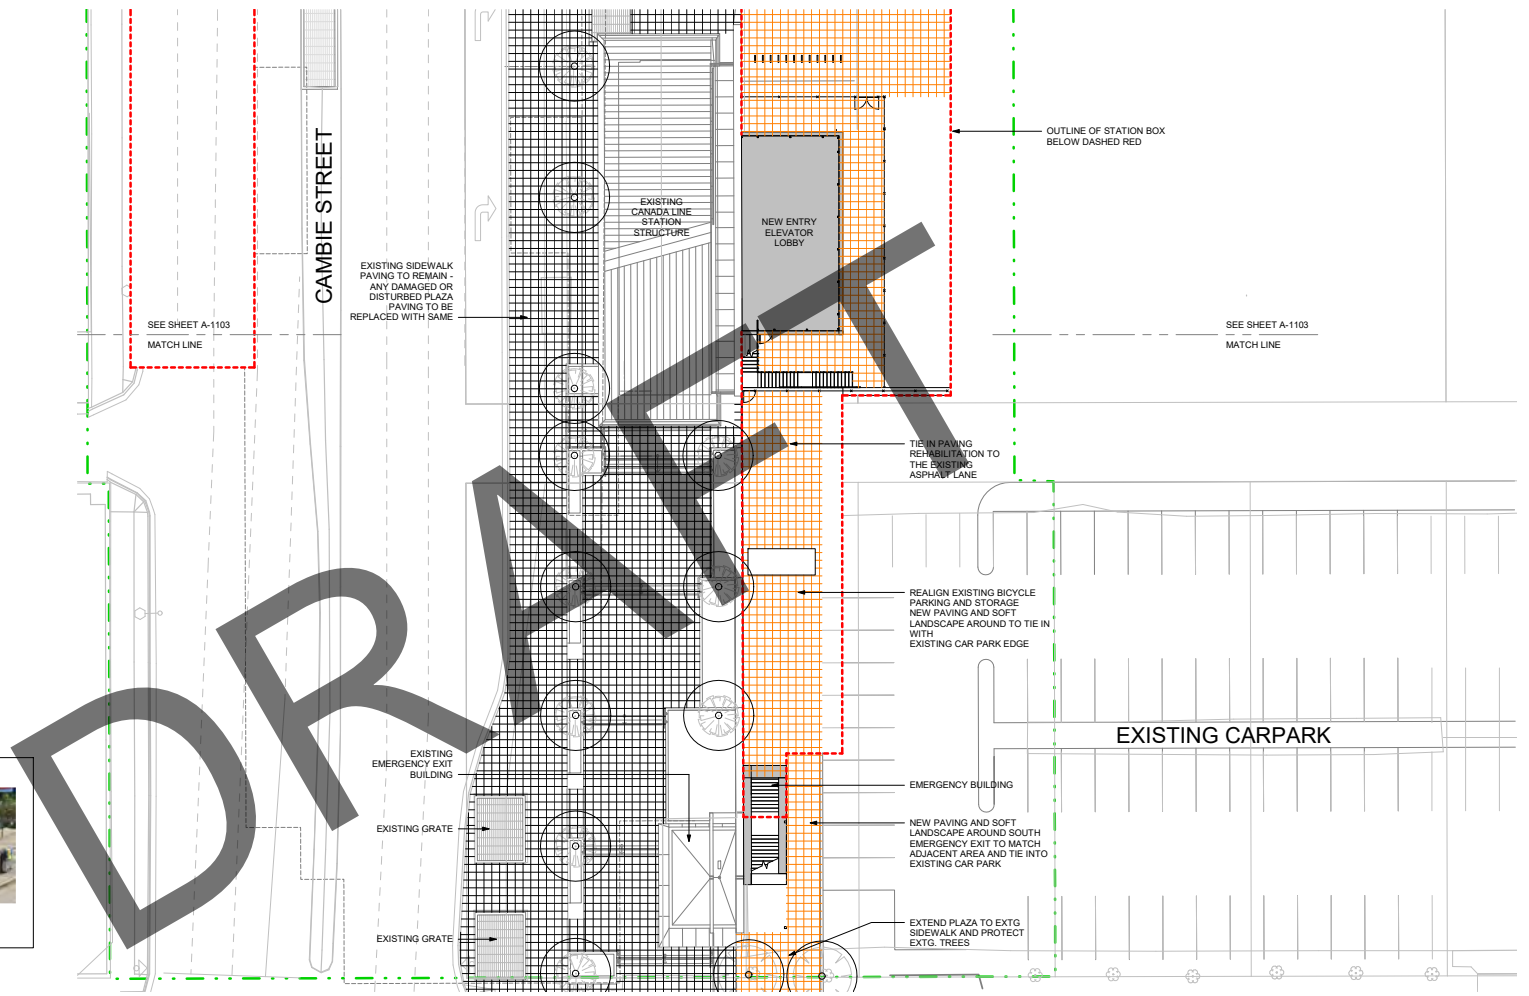 OUTLINE OF STATION BOX
BELOW DASHED RED
CAMBIE STREET
EXISTING
CANADA LINE
STATION
STRUCTURE
NEW ENTRY
ELEVATOR
LOBBY
EXISTING SIDEWALK
PAVING TO REMAIN -
ANY DAMAGED OR
DISTURBED PLAZA
PAVING TO BE
REPLACED WITH SAME
SEE SHEET A-1103
MATCH LINE
SEE SHEET A-1103
MATCH LINE
TIE IN PAVING
REHABILITATION TO
THE EXISTING
ASPHALT LANE
REALIGN EXISTING BICYCLE
PARKING AND STORAGE
NEW PAVING AND SOFT
LANDSCAPE AROUND TO TIE IN
WITH
EXISTING CAR PARK EDGE
EXISTING CARPARK
EXISTING
EMERGENCY EXIT
BUILDING
EMERGENCY BUILDING
EXISTING GRATE
NEW PAVING AND SOFT
LANDSCAPE AROUND SOUTH
EMERGENCY EXIT TO MATCH
ADJACENT AREA AND TIE INTO
EXISTING CAR PARK
EXISTING GRATE
EXTEND PLAZA TO EXTG
SIDEWALK AND PROTECT
EXTG. TREES
DRAFT